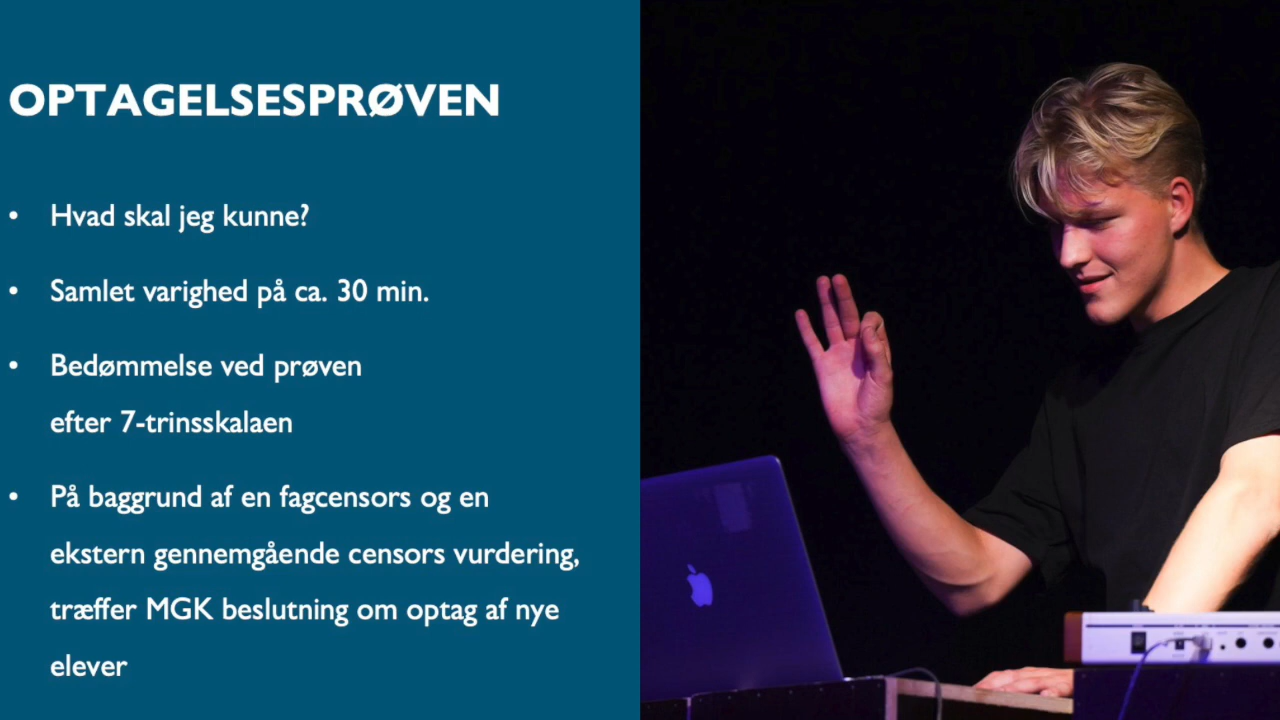 OPTAGELSESPRØVEN
• Hvad skal jeg kunne?
• Samlet varighed på ca. 30 min.
• Bedømmelse ved prøven
efter 7-trinsskalaen
• På baggrund af en fagcensors og en
ekstern gennemgående censors vurdering,
træffer MGK beslutning om optag af nye
elever